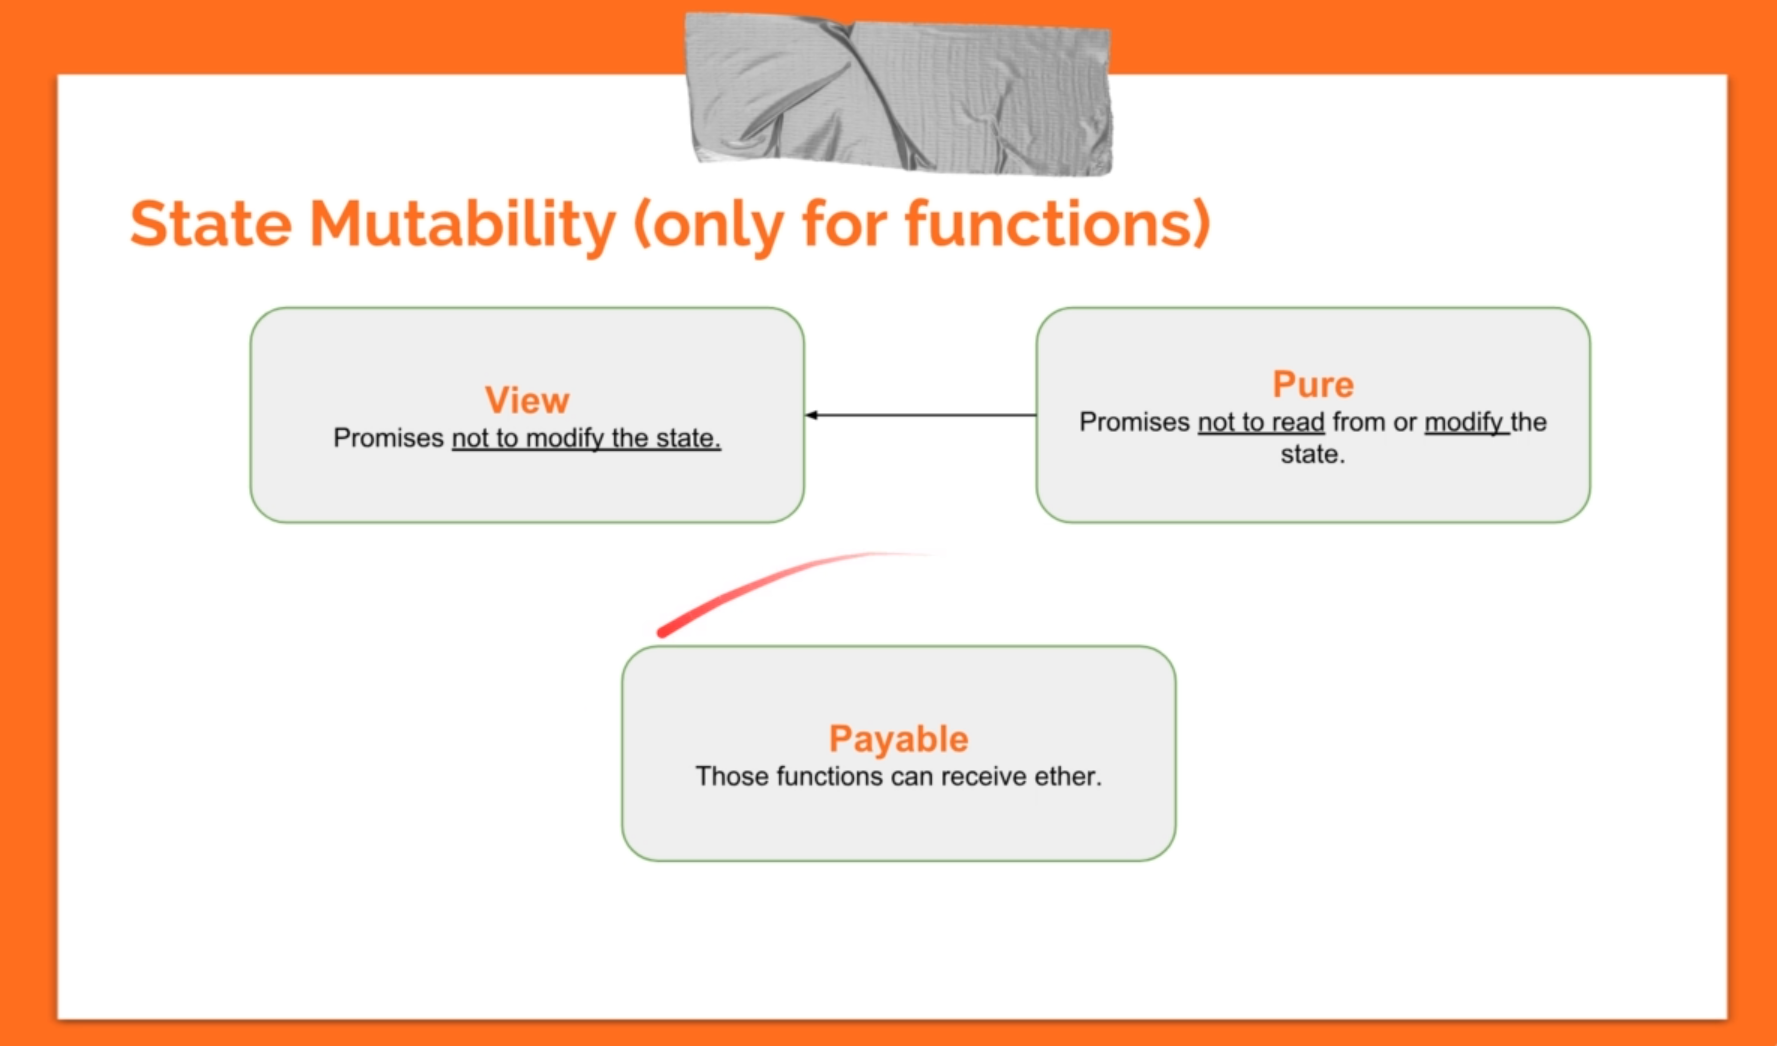 State Mutability (only for functions)
View
Promises not to modify the state.
Pure
Promises not to read from or modify the
state.
Payable
Those functions can receive ether.